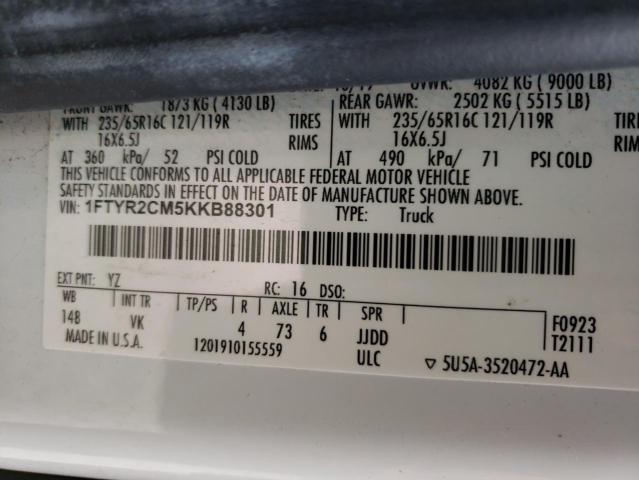 GVWR: 4082 KG ( 9000 LB)
FRONT GAWR: 1873 KG ( 4130 LB) REAR GAWR: 2502 KG ( 5515 LB)
WITH 235/65R16C 121/119R TIRES WITH 235/65R16C 121/119R TIRES
16X6.5J RIMS 16X6.5J RIMS
AT 360 kPa/ 52 PSI COLD AT 490 kPa/ 71 PSI COLD
THIS VEHICLE CONFORMS TO ALL APPLICABLE FEDERAL MOTOR VEHICLE
SAFETY STANDARDS IN EFFECT ON THE DATE OF MANUFACTURE SHOWN ABOVE.
VIN: 1FTYR2CM5KKB88301 TYPE: Truck
EXT PNT: YZ RC: 16 DSO:
WB INT TR TP/PS R AXLE TR SPR
148 VK 4 73 6 JJDD F0923
MADE IN U.S.A. 1201910155559 ULC T2111
5U5A-3520472-AA